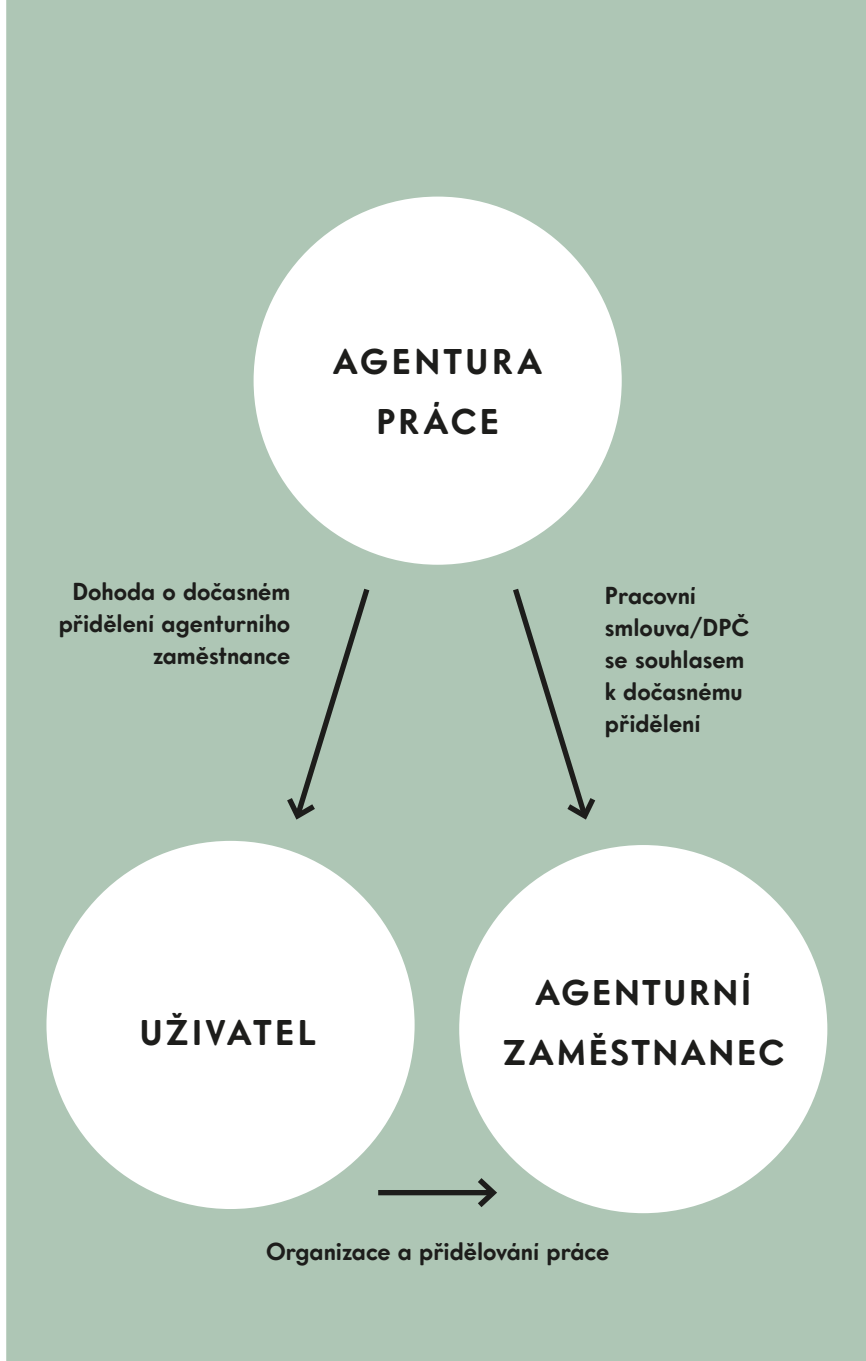 AGENTURA
PRÁCE
Dohoda o dočasném
přidělení agenturního
zaměstnance
Pracovní
smlouva/DPČ
se souhlasem
k dočasnému
přidělení
UŽIVATEL
AGENTURNÍ
ZAMĚSTNANEC
Organizace a přidělování práce